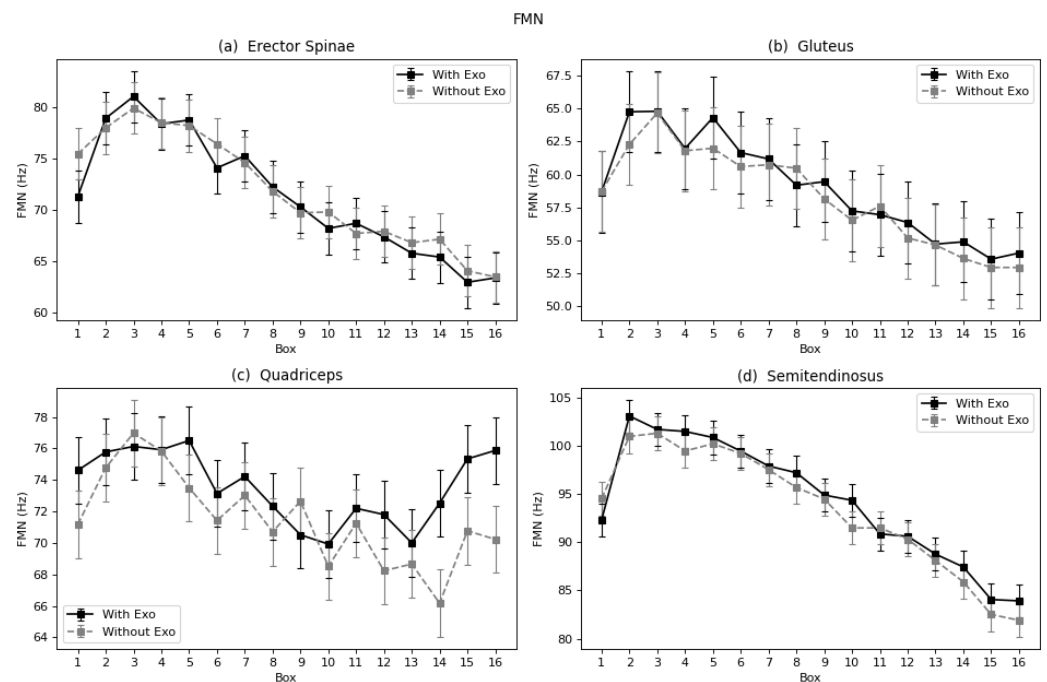 FMN
(a) Erector Spinae
With Exo
Without Exo
FMN (Hz)
80
75
70
65
60
1 2 3 4 5 6 7 8 9 10 11 12 13 14 15 16
Box
(b) Gluteus
With Exo
Without Exo
FMN (Hz)
67.5
65.0
62.5
60.0
57.5
55.0
52.5
50.0
1 2 3 4 5 6 7 8 9 10 11 12 13 14 15 16
Box
(c) Quadriceps
FMN (Hz)
78
76
74
72
70
68
66
64
With Exo
Without Exo
1 2 3 4 5 6 7 8 9 10 11 12 13 14 15 16
Box
(d) Semitendinosus
With Exo
Without Exo
FMN (Hz)
105
100
95
90
85
80
1 2 3 4 5 6 7 8 9 10 11 12 13 14 15 16
Box